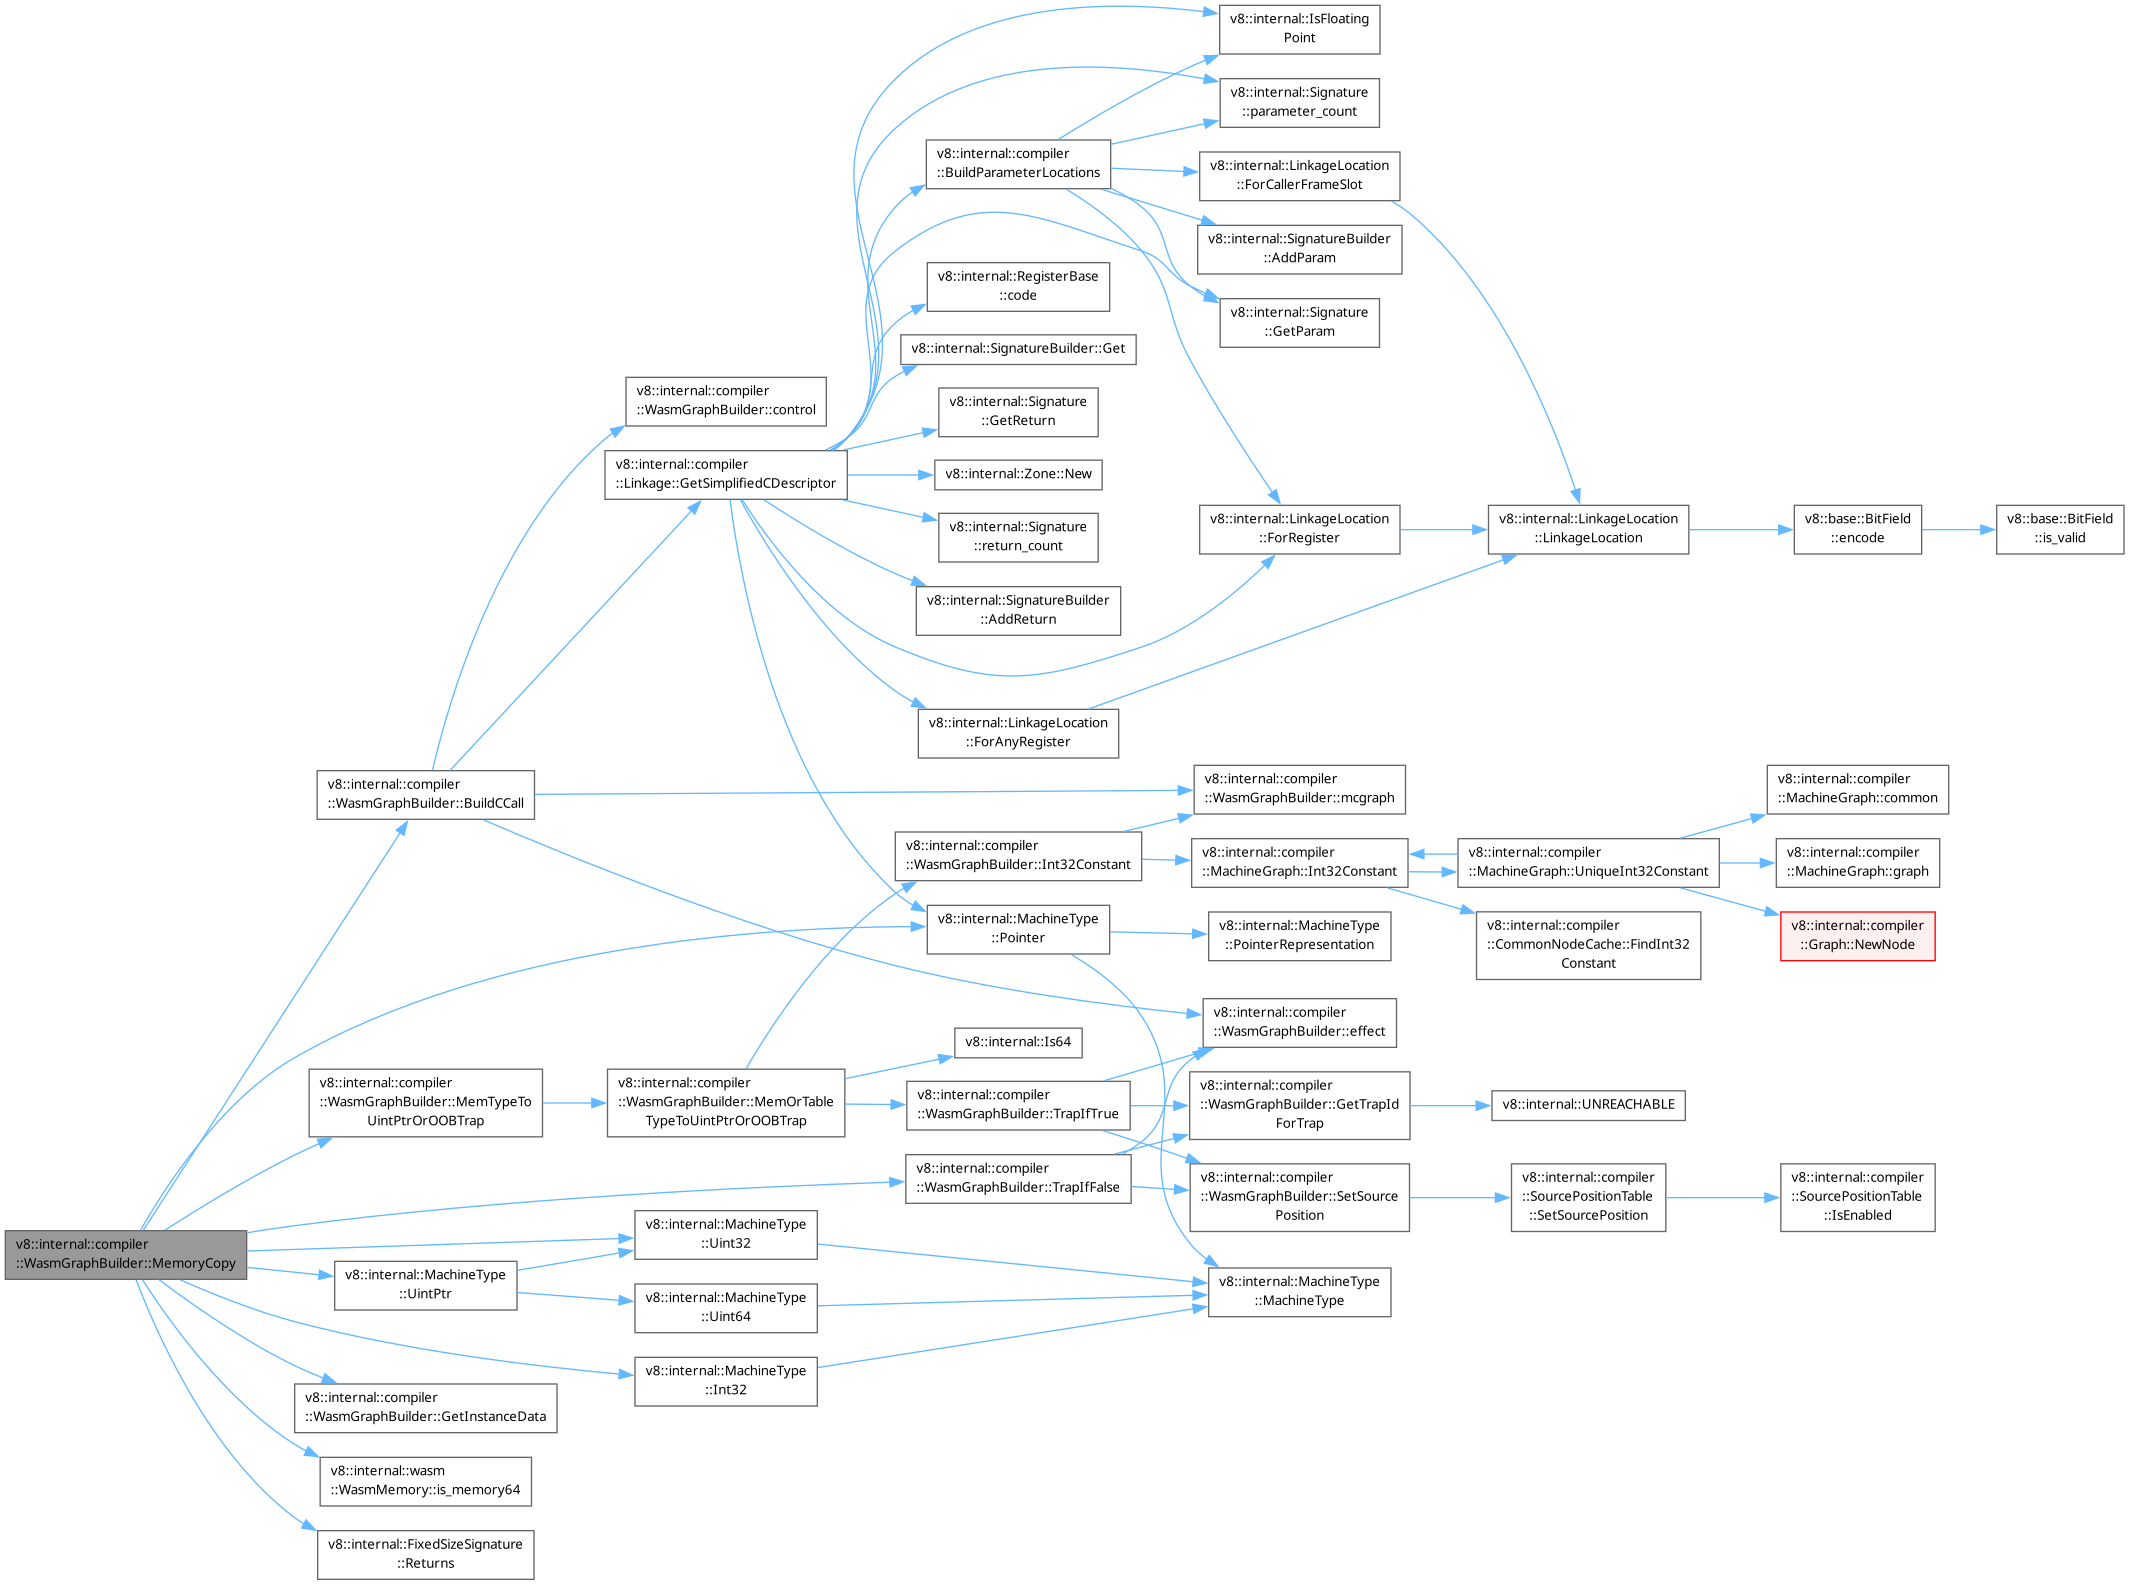 v8::internal::IsFloating
Point
v8::internal::Signature
::parameter_count
v8::internal::compiler
::BuildParameterLocations
v8::internal::LinkageLocation
::ForCallerFrameSlot
v8::internal::SignatureBuilder
::AddParam
v8::internal::RegisterBase
::code
v8::internal::Signature
::GetParam
v8::internal::SignatureBuilder::Get
v8::internal::compiler
::WasmGraphBuilder::control
v8::internal::Signature
::GetReturn
v8::internal::compiler
::Linkage::GetSimplifiedCDescriptor
v8::internal::Zone::New
v8::internal::Signature
::return_count
v8::internal::LinkageLocation
::ForRegister
v8::internal::LinkageLocation
::LinkageLocation
v8::base::BitField
::encode
v8::base::BitField
::is_valid
v8::internal::SignatureBuilder
::AddReturn
v8::internal::LinkageLocation
::ForAnyRegister
v8::internal::compiler
::WasmGraphBuilder::BuildCCall
v8::internal::compiler
::WasmGraphBuilder::mcgraph
v8::internal::compiler
::MachineGraph::common
v8::internal::compiler
::WasmGraphBuilder::Int32Constant
v8::internal::compiler
::MachineGraph::Int32Constant
v8::internal::compiler
::MachineGraph::UniqueInt32Constant
v8::internal::compiler
::MachineGraph::graph
v8::internal::MachineType
::Pointer
v8::internal::MachineType
::PointerRepresentation
v8::internal::compiler
::CommonNodeCache::FindInt32
Constant
v8::internal::compiler
::Graph::NewNode
v8::internal::compiler
::WasmGraphBuilder::effect
v8::internal::Is64
v8::internal::compiler
::WasmGraphBuilder::MemTypeTo
UintPtrOrOOBTrap
v8::internal::compiler
::WasmGraphBuilder::MemOrTable
TypeToUintPtrOrOOBTrap
v8::internal::compiler
::WasmGraphBuilder::TrapIfTrue
v8::internal::compiler
::WasmGraphBuilder::GetTrapId
ForTrap
v8::internal::UNREACHABLE
v8::internal::compiler
::WasmGraphBuilder::TrapIfFalse
v8::internal::compiler
::WasmGraphBuilder::SetSource
Position
v8::internal::compiler
::SourcePositionTable
::SetSourcePosition
v8::internal::compiler
::SourcePositionTable
::IsEnabled
v8::internal::compiler
::WasmGraphBuilder::MemoryCopy
v8::internal::MachineType
::Uint32
v8::internal::MachineType
::UintPtr
v8::internal::MachineType
::Uint64
v8::internal::MachineType
::MachineType
v8::internal::MachineType
::Int32
v8::internal::compiler
::WasmGraphBuilder::GetInstanceData
v8::internal::wasm
::WasmMemory::is_memory64
v8::internal::FixedSizeSignature
::Returns